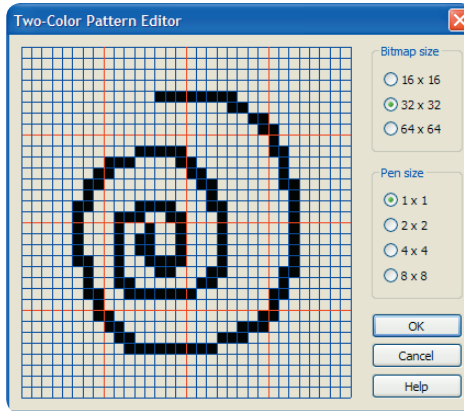 Two-Color Pattern Editor
Bitmap size
16 x 16
32 x 32
64 x 64
Pen size
1 x 1
2 x 2
4 x 4
8 x 8
OK
Cancel
Help